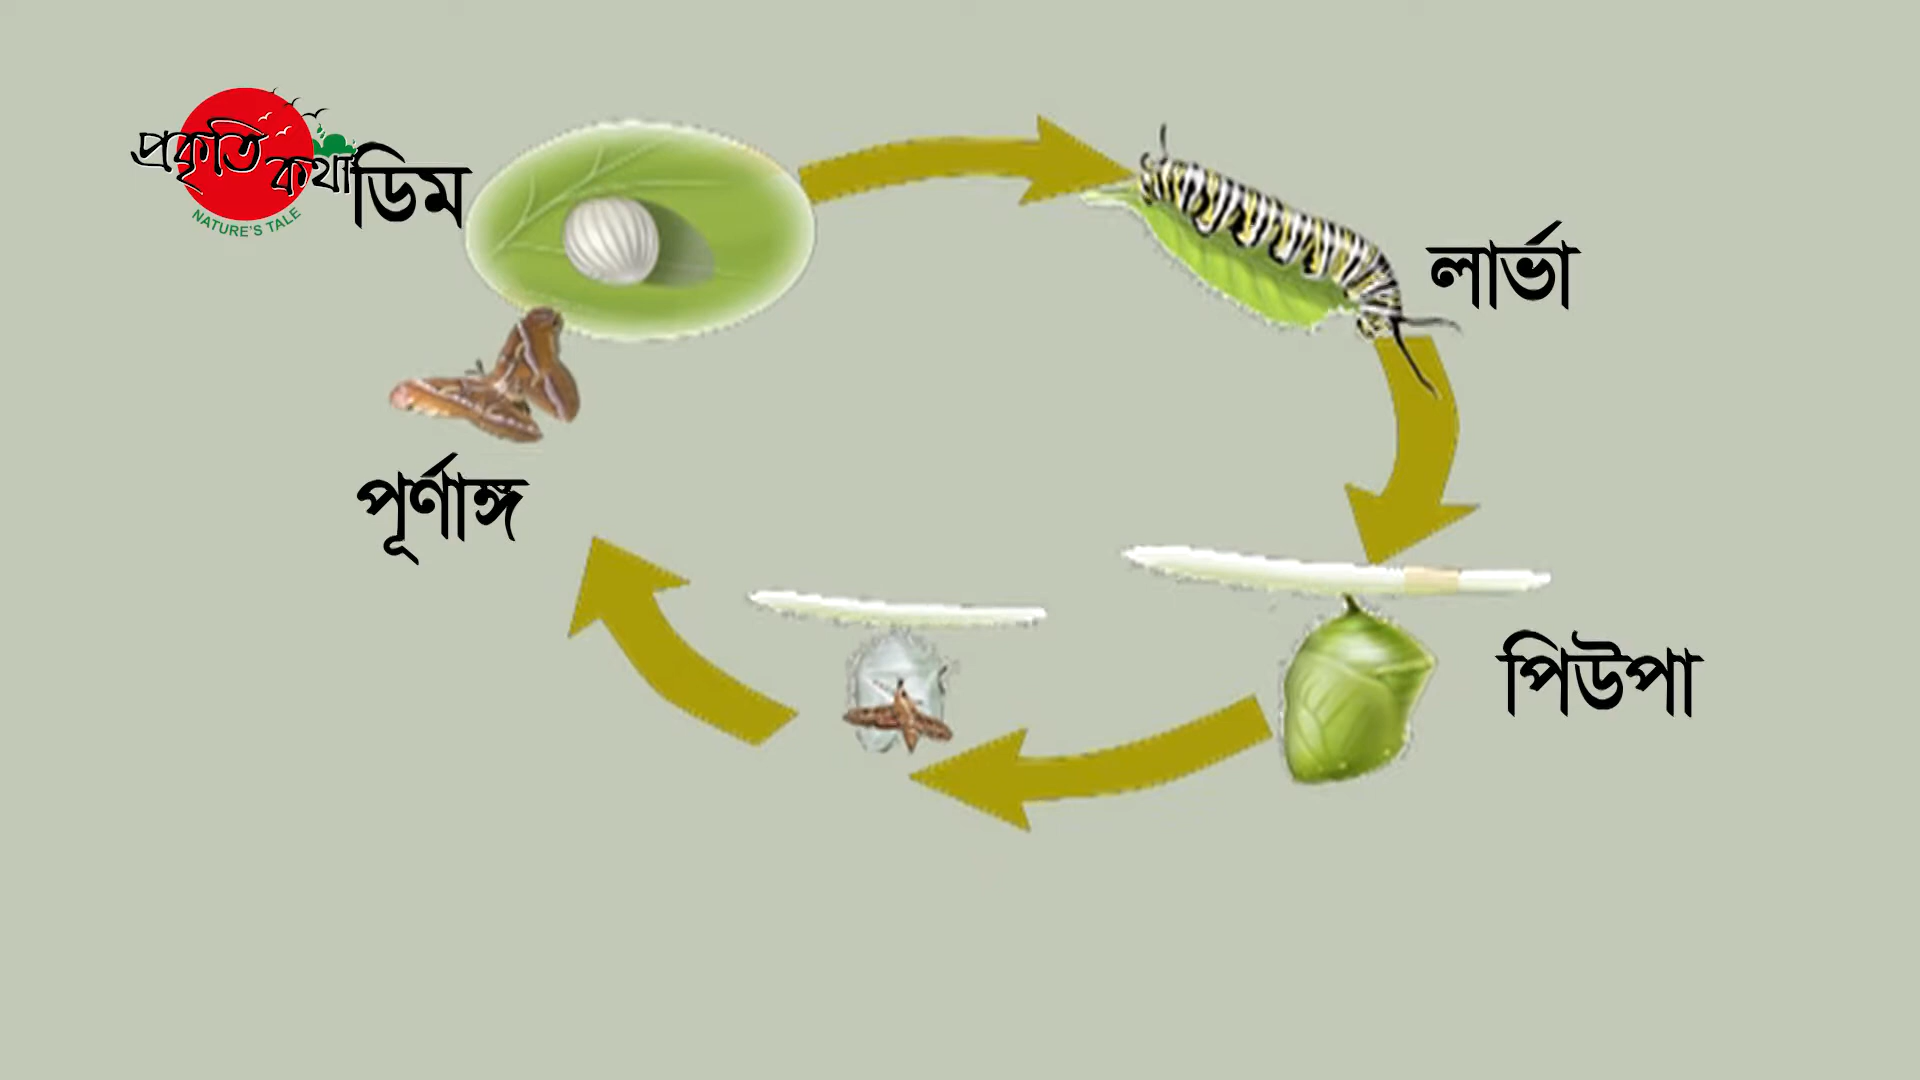 প্রকৃতি কথা
NATURE'S TALE
ডিম
লার্ভা
পূর্ণাঙ্গ
পিউপা